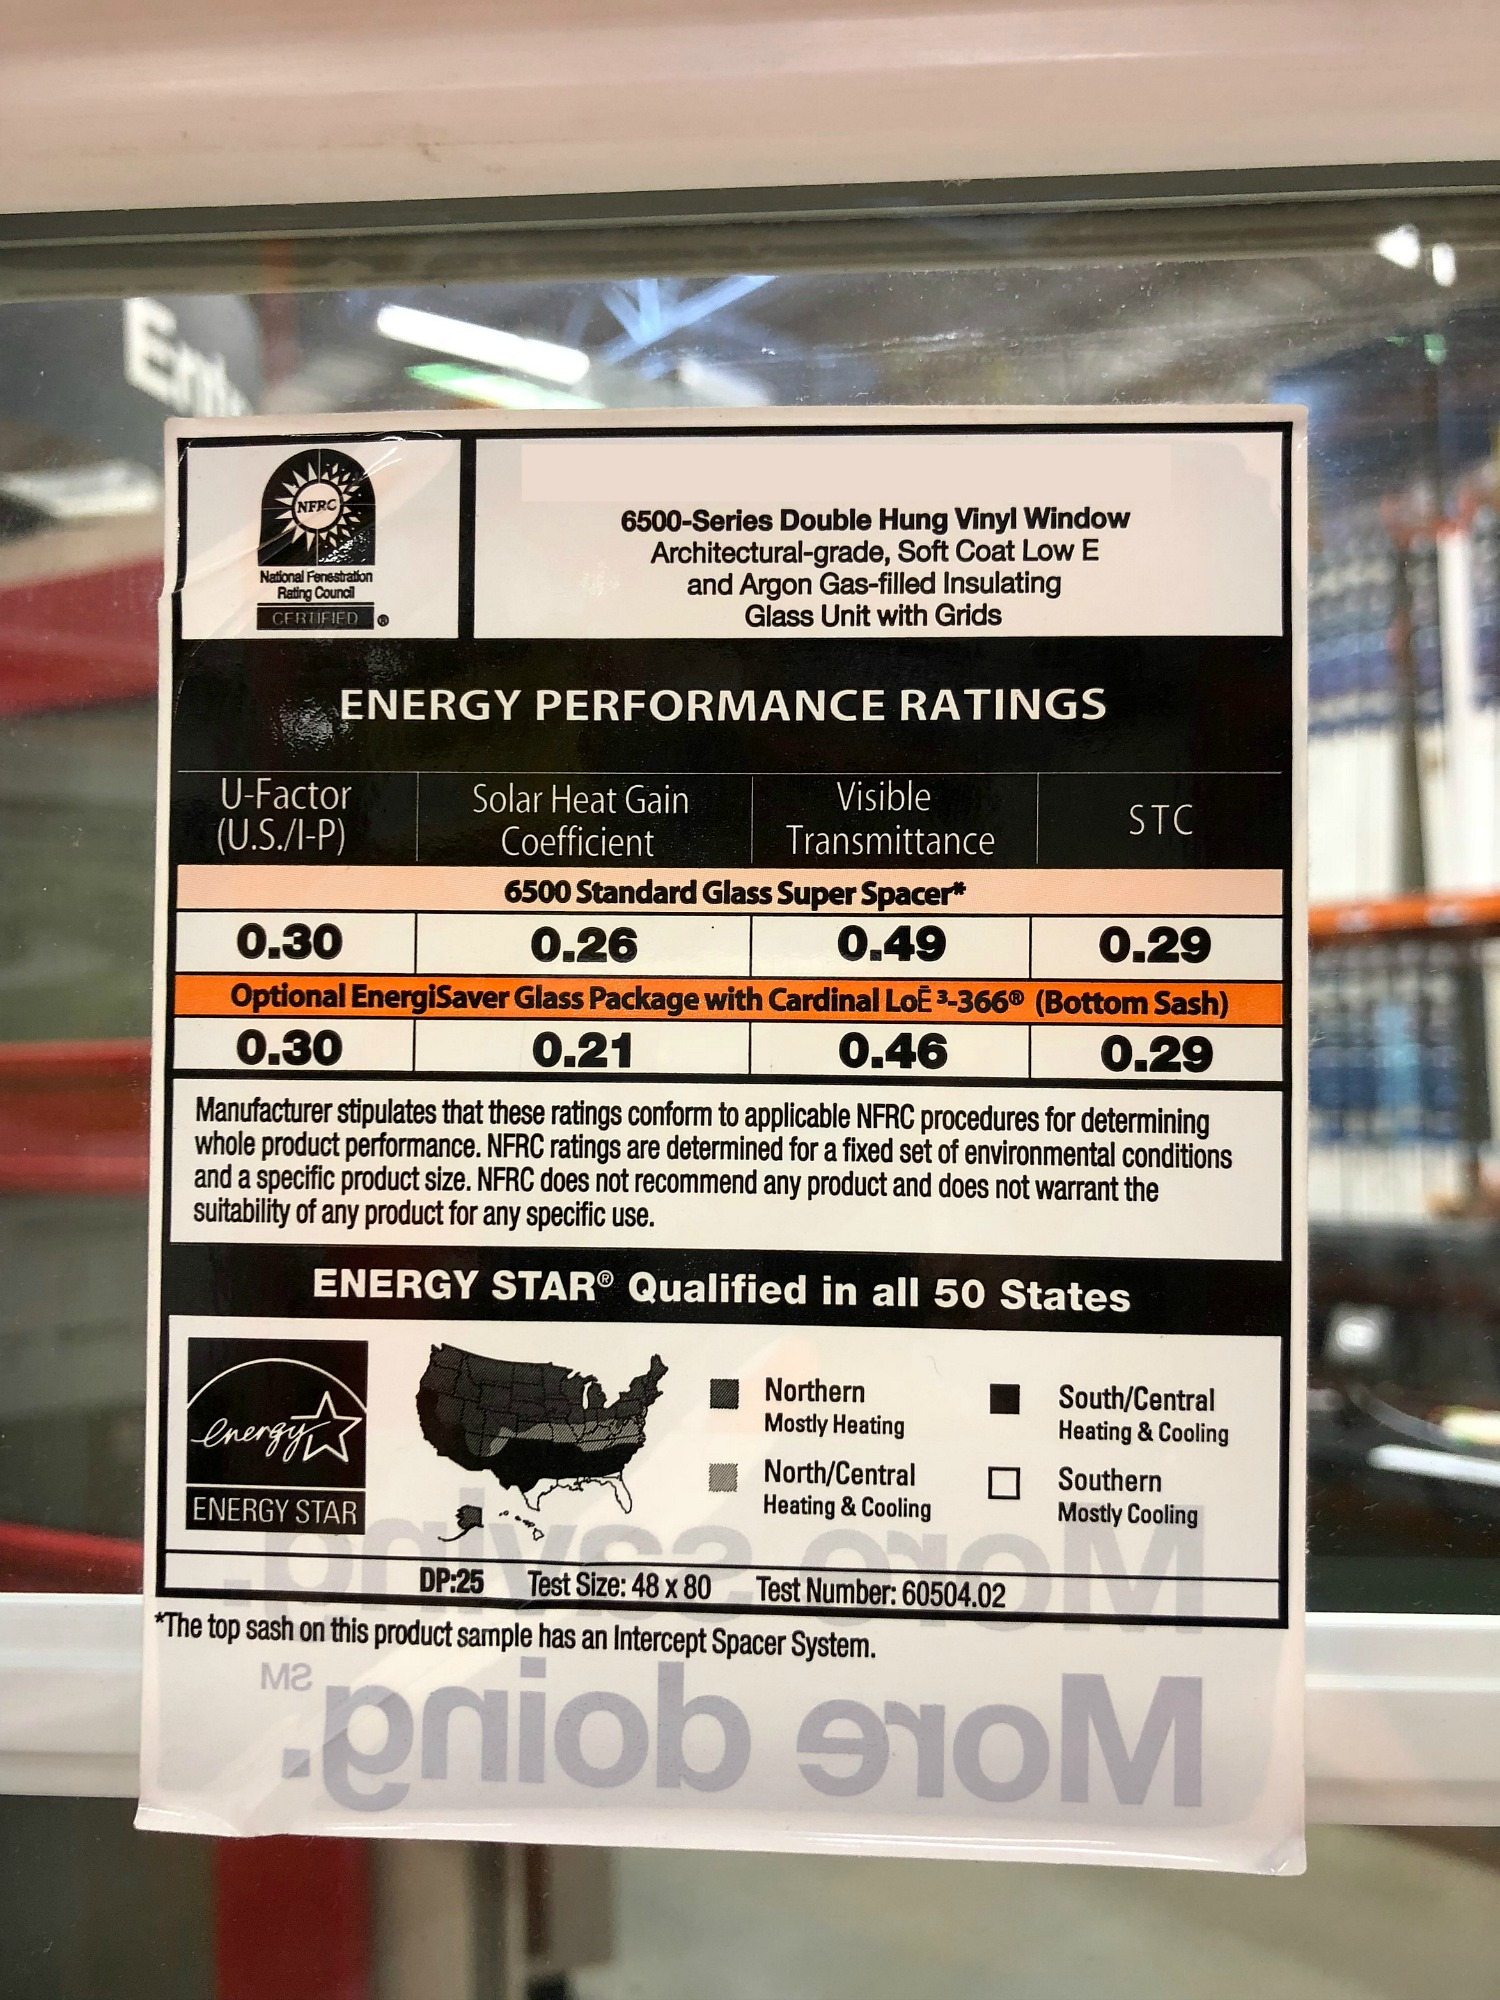 Ent
NFRC
National Fenestration
Rating Council
CERTIFIED ®
6500-Series Double Hung Vinyl Window
Architectural-grade, Soft Coat Low E
and Argon Gas-filled Insulating
Glass Unit with Grids
ENERGY PERFORMANCE RATINGS
U-Factor
(U.S./I-P)
Solar Heat Gain
Coefficient
Visible
Transmittance
STC
6500 Standard Glass Super Spacer*
0.30 0.26 0.49 0.29
Optional EnergiSaver Glass Package with Cardinal LoĒ³-366® (Bottom Sash)
0.30 0.21 0.46 0.29
Manufacturer stipulates that these ratings conform to applicable NFRC procedures for determining
whole product performance. NFRC ratings are determined for a fixed set of environmental conditions
and a specific product size. NFRC does not recommend any product and does not warrant the
suitability of any product for any specific use.
ENERGY STAR® Qualified in all 50 States
energy
ENERGY STAR
Northern
Mostly Heating
North/Central
Heating & Cooling
South/Central
Heating & Cooling
Southern
Mostly Cooling
DP:25 Test Size: 48 x 80 Test Number: 60504.02
*The top sash on this product sample has an Intercept Spacer System.
More saving.
More doing.℠